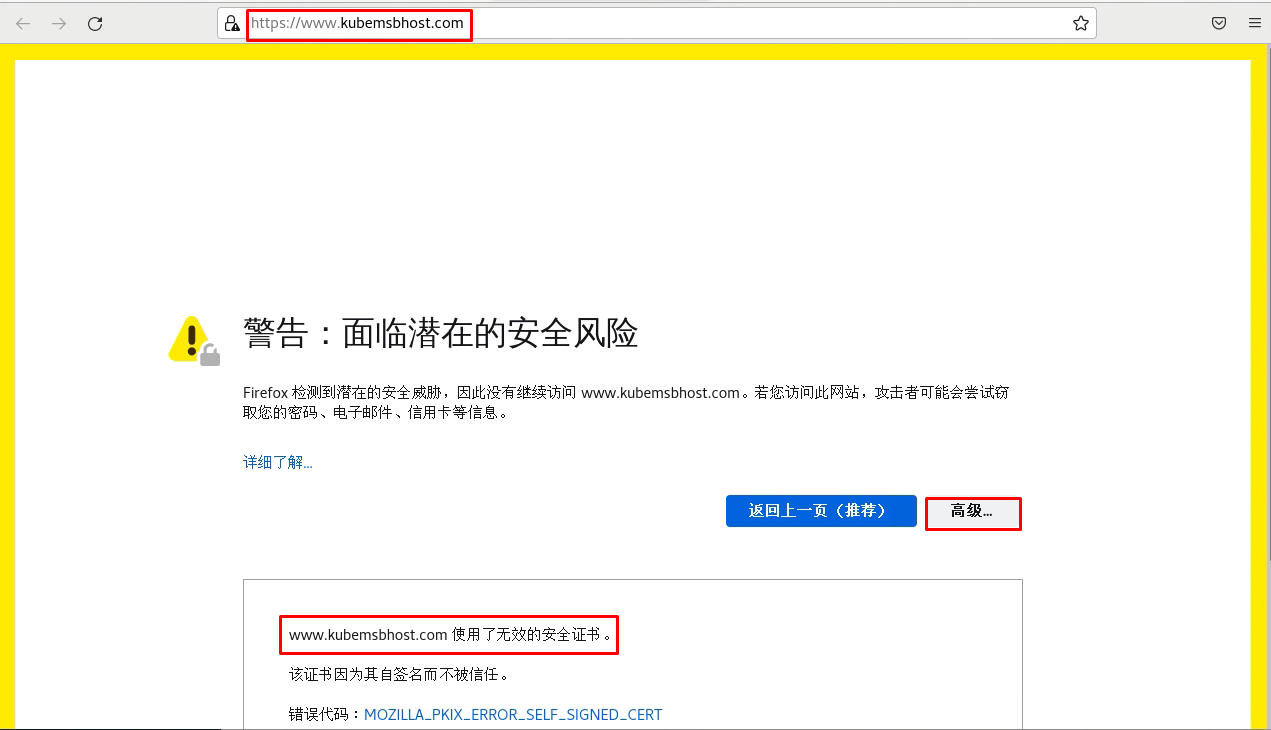 https://www.kubemsbhost.com
警告：面临潜在的安全风险
Firefox 检测到潜在的安全威胁，因此没有继续访问 www.kubemsbhost.com。若您访问此网站，攻击者可能会尝试窃
取您的密码、电子邮件、信用卡等信息。
详细了解...
返回上一页（推荐）
高级...
www.kubemsbhost.com 使用了无效的安全证书。
该证书因为其自签名而不被信任。
错误代码：MOZILLA_PKIX_ERROR_SELF_SIGNED_CERT